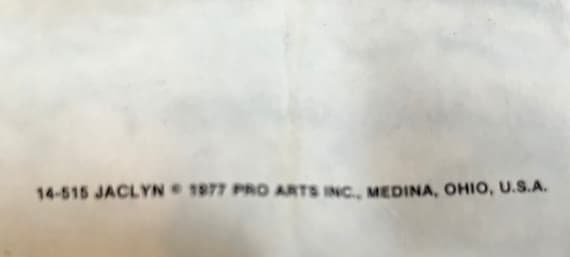 14-515 JACLYN © 1977 PRO ARTS INC., MEDINA, OHIO, U.S.A.